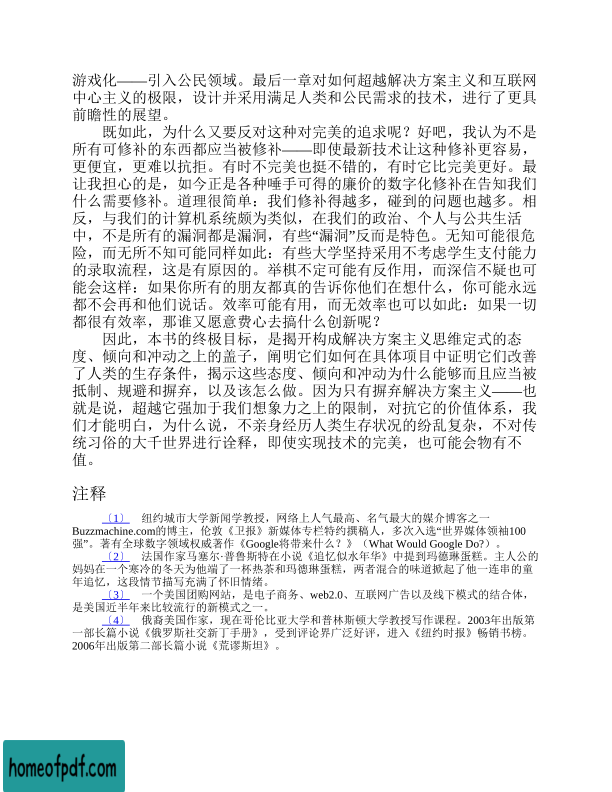 游戏化——引入公民领域。最后一章对如何超越解决方案主义和互联网
中心主义的极限，设计并采用满足人类和公民需求的技术，进行了更具
前瞻性的展望。
既如此，为什么又要反对这种对完美的追求呢？好吧，我认为不是
所有可修补的东西都应当被修补——即使最新技术让这种修补更容易，
更便宜，更难以抗拒。有时不完美也挺不错的，有时它比完美更好。最
让我担心的是，如今正是各种唾手可得的廉价的数字化修补在告知我们
什么需要修补。道理很简单：我们修补得越多，碰到的问题也越多。相
反，与我们的计算机系统颇为类似，在我们的政治、个人与公共生活
中，不是所有的漏洞都是漏洞，有些“漏洞”反而是特色。无知可能很危
险，而无所不知可能同样如此：有些大学坚持采用不考虑学生支付能力
的录取流程，这是有原因的。举棋不定可能有反作用，而深信不疑也可
能会这样：如果你所有的朋友都真的告诉你他们在想什么，你可能永远
都不会再和他们说话。效率可能有用，而无效率也可以如此：如果一切
都很有效率，那谁又愿意费心去搞什么创新呢？
因此，本书的终极目标，是揭开构成解决方案主义思维定式的态
度、倾向和冲动之上的盖子，阐明它们如何在具体项目中证明它们改善
了人类的生存条件，揭示这些态度、倾向和冲动为什么能够而且应当被
抵制、规避和摒弃，以及该怎么做。因为只有摒弃解决方案主义——也
就是说，超越它强加于我们想象力之上的限制，对抗它的价值体系，我
们才能明白，为什么说，不亲身经历人类生存状况的纷乱复杂，不对传
统习俗的大千世界进行诠释，即使实现技术的完美，也可能会物有不
值。
注释
〔1〕 纽约城市大学新闻学教授，网络上人气最高、名气最大的媒介博客之一
Buzzmachine.com的博主，伦敦《卫报》新媒体专栏特约撰稿人，多次入选“世界媒体领袖100
强”。著有全球数字领域权威著作《Google将带来什么？》（What Would Google Do?）。
〔2〕 法国作家马塞尔·普鲁斯特在小说《追忆似水年华》中提到玛德琳蛋糕。主人公的
妈妈在一个寒冷的冬天为他端了一杯热茶和玛德琳蛋糕，两者混合的味道掀起了他一连串的童
年追忆，这段情节描写充满了怀旧情绪。
〔3〕 一个美国团购网站，是电子商务、web2.0、互联网广告以及线下模式的结合体，
是美国近半年来比较流行的新模式之一。
〔4〕 俄裔美国作家，现在哥伦比亚大学和普林斯顿大学教授写作课程。2003年出版第
一部长篇小说《俄罗斯社交新丁手册》，受到评论界广泛好评，进入《纽约时报》畅销书榜。
2006年出版第二部长篇小说《荒谬斯坦》。
homeofpdf.com